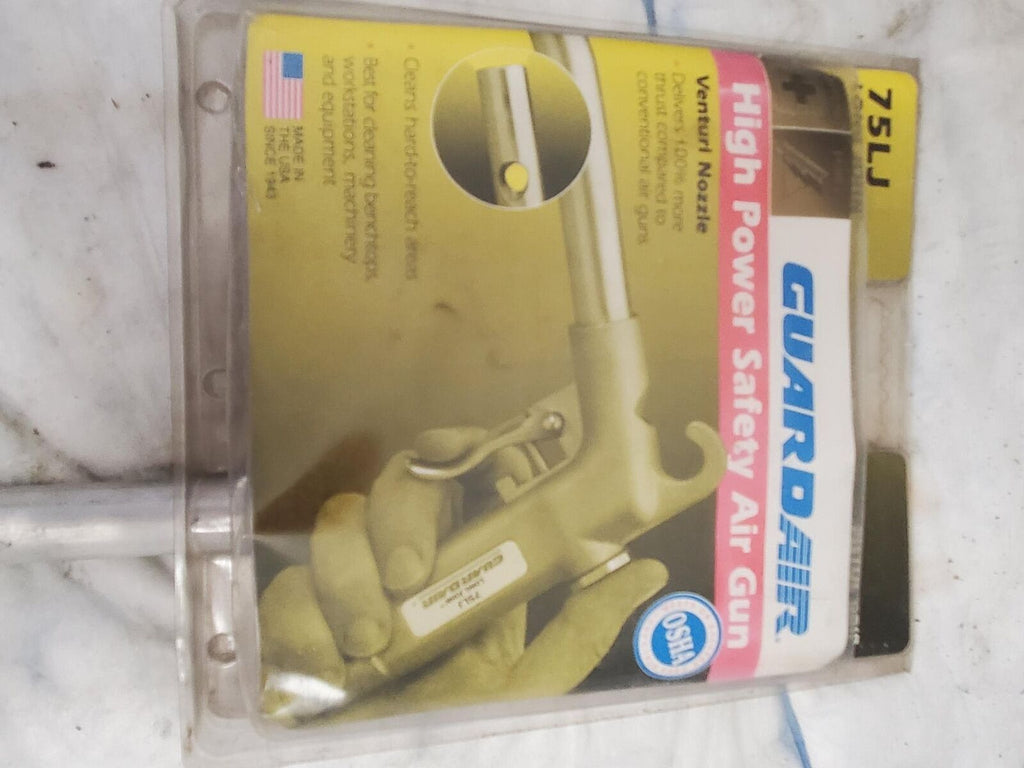 75LJ
GUARDAIR
High Power Safety Air Gun
Venturi Nozzle
• Delivers 100% more
thrust compared to
conventional air guns
• Cleans hard-to-reach areas
• Best for cleaning benchtops,
workstations, machinery
and equipment
MADE IN
THE USA
SINCE 1943
OSHA
GUARDAIR
75LJ